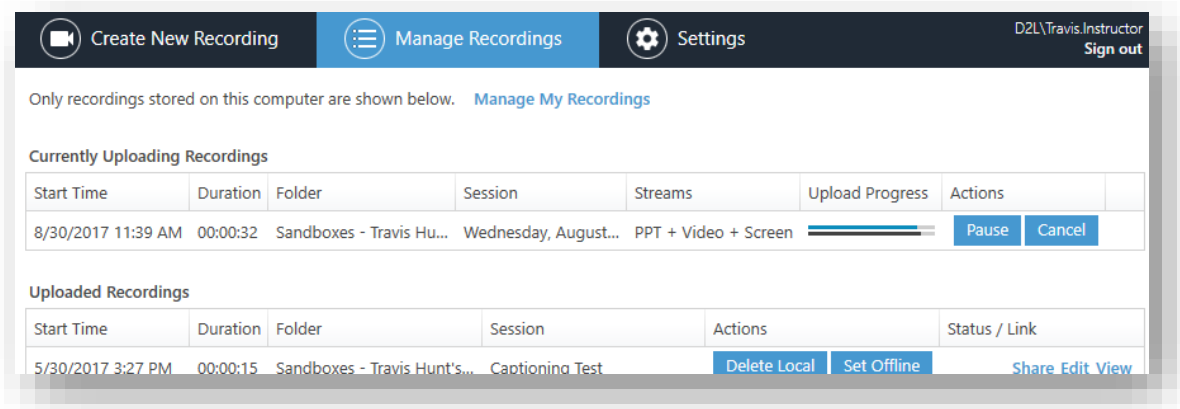 Create New Recording Manage Recordings Settings D2L\Travis.Instructor
Sign out
Only recordings stored on this computer are shown below. Manage My Recordings
Currently Uploading Recordings
Start Time Duration Folder Session Streams Upload Progress Actions
8/30/2017 11:39 AM 00:00:32 Sandboxes - Travis Hu... Wednesday, August... PPT + Video + Screen Pause Cancel
Uploaded Recordings
Start Time Duration Folder Session Actions Status / Link
5/30/2017 3:27 PM 00:00:15 Sandboxes - Travis Hunt's... Captioning Test Delete Local Set Offline Share Edit View